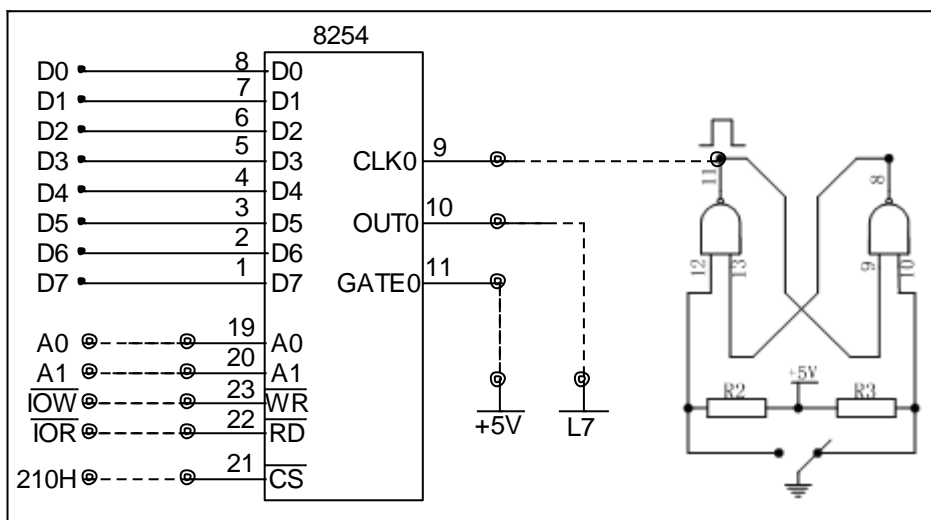 8254
D0 8 D0
D1 7 D1
D2 6 D2
D3 5 D3
D4 4 D4
D5 3 D5
D6 2 D6
D7 1 D7
A0 19 A0
A1 20 A1
IOW 23 WR
IOR 22 RD
210H 21 CS
CLK0 9
OUT0 10
GATE0 11
+5V
L7
11
8
12 13
9 10
R2
+5V
R3